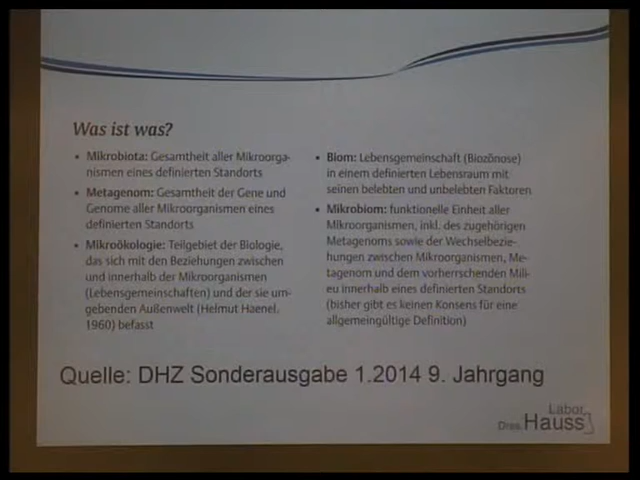 Was ist was?
• Mikrobiota: Gesamtheit aller Mikroorga-
nismen eines definierten Standorts
• Metagenom: Gesamtheit der Gene und
Genome aller Mikroorganismen eines
definierten Standorts
• Mikroökologie: Teilgebiet der Biologie,
das sich mit den Beziehungen zwischen
und innerhalb der Mikroorganismen
(Lebensgemeinschaften) und der sie um-
gebenden Außenwelt (Helmut Haenel,
1960) befasst
• Biom: Lebensgemeinschaft (Biozönose)
in einem definierten Lebensraum mit
seinen belebten und unbelebten Faktoren
• Mikrobiom: funktionelle Einheit aller
Mikroorganismen, inkl. des zugehörigen
Metagenoms sowie der Wechselbezie-
hungen zwischen Mikroorganismen, Me-
tagenom und dem vorherrschenden Mili-
eu innerhalb eines definierten Standorts
(bisher gibt es keinen Konsens für eine
allgemeingültige Definition)
Quelle: DHZ Sonderausgabe 1.2014 9. Jahrgang
Labor
Dres. Hauss